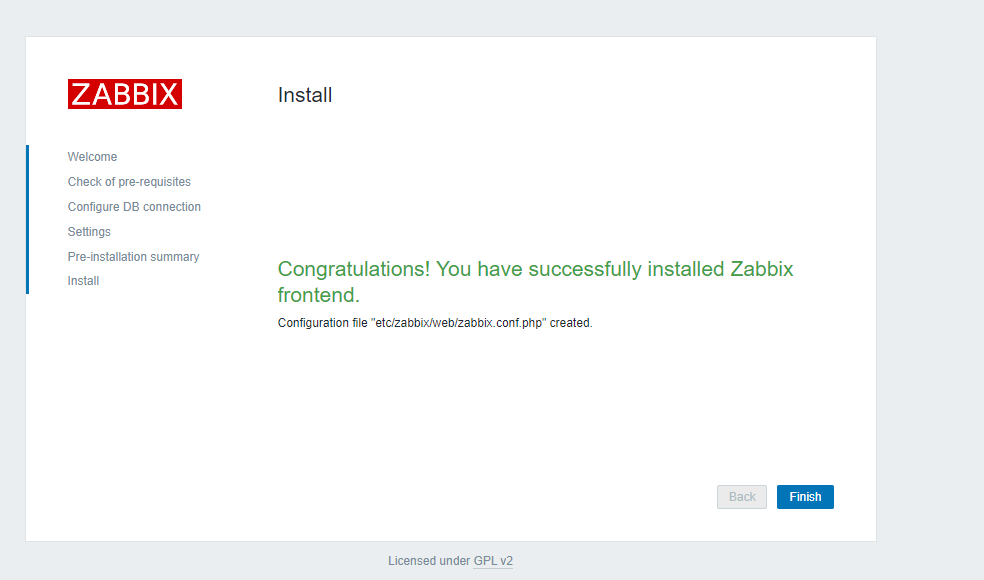 ZABBIX
Install
Welcome
Check of pre-requisites
Configure DB connection
Settings
Pre-installation summary
Install
Congratulations! You have successfully installed Zabbix
frontend.
Configuration file "etc/zabbix/web/zabbix.conf.php" created.
Back
Finish
Licensed under GPL v2